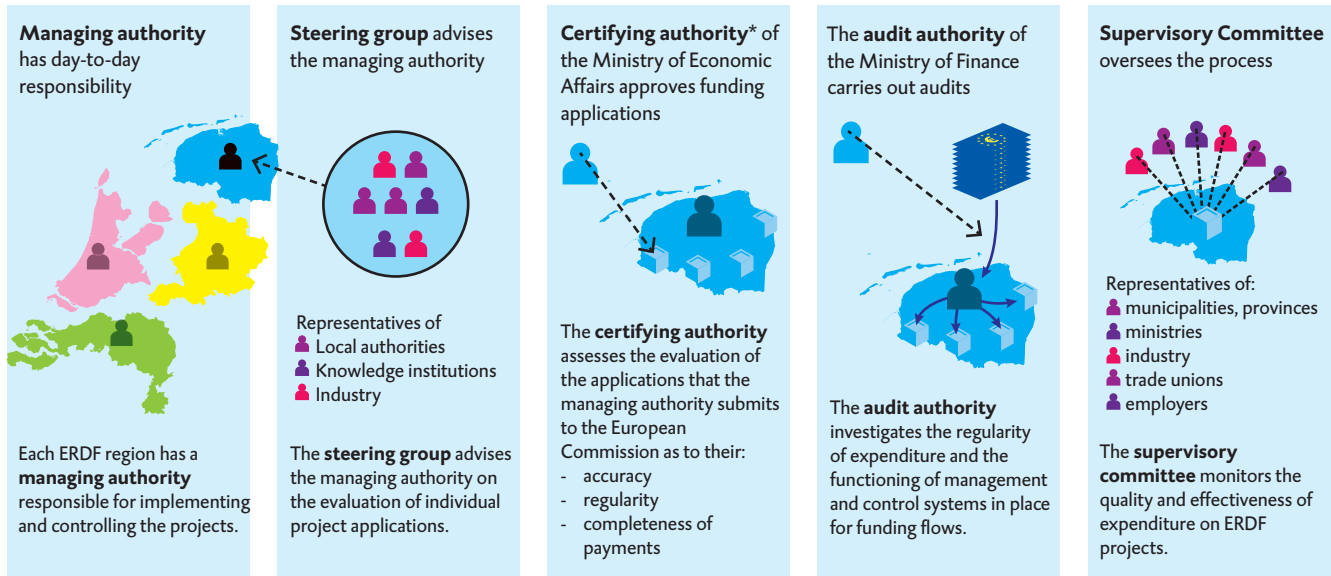 Managing authority
has day-to-day
responsibility
Each ERDF region has a
managing authority
responsible for implementing
and controlling the projects.
Steering group advises
the managing authority
Representatives of
Local authorities
Knowledge institutions
Industry
The steering group advises
the managing authority on
the evaluation of individual
project applications.
Certifying authority* of
the Ministry of Economic
Affairs approves funding
applications
The certifying authority
assesses the evaluation of
the applications that the
managing authority submits
to the European
Commission as to their:
- accuracy
- regularity
- completeness of
payments
The audit authority of
the Ministry of Finance
carries out audits
The audit authority
investigates the regularity
of expenditure and the
functioning of management
and control systems in place
for funding flows.
Supervisory Committee
oversees the process
Representatives of:
municipalities, provinces
ministries
industry
trade unions
employers
The supervisory
committee monitors the
quality and effectiveness of
expenditure on ERDF
projects.